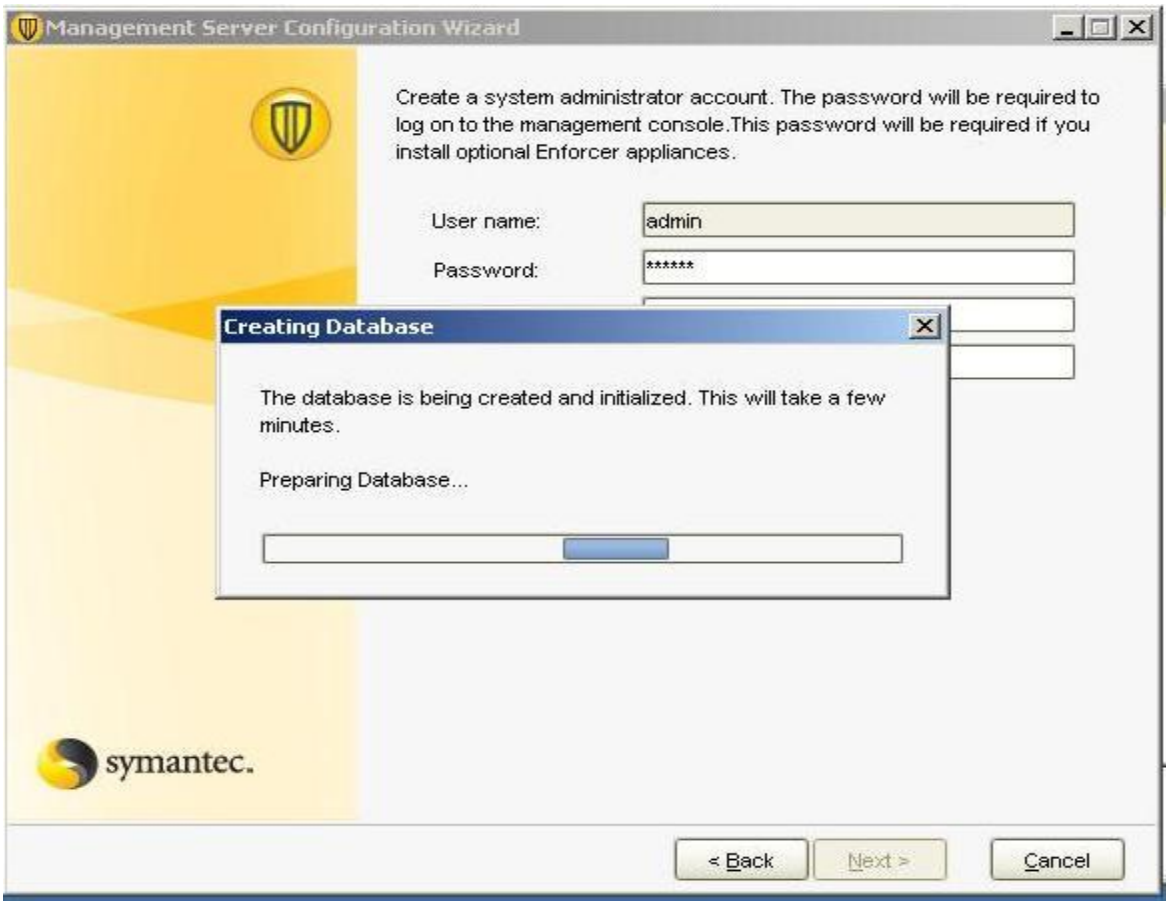 Management Server Configuration Wizard
Create a system administrator account. The password will be required to
log on to the management console.This password will be required if you
install optional Enforcer appliances.
User name:
admin
Password:
******
Creating Database
The database is being created and initialized. This will take a few
minutes.
Preparing Database...
symantec.
< Back
Next >
Cancel